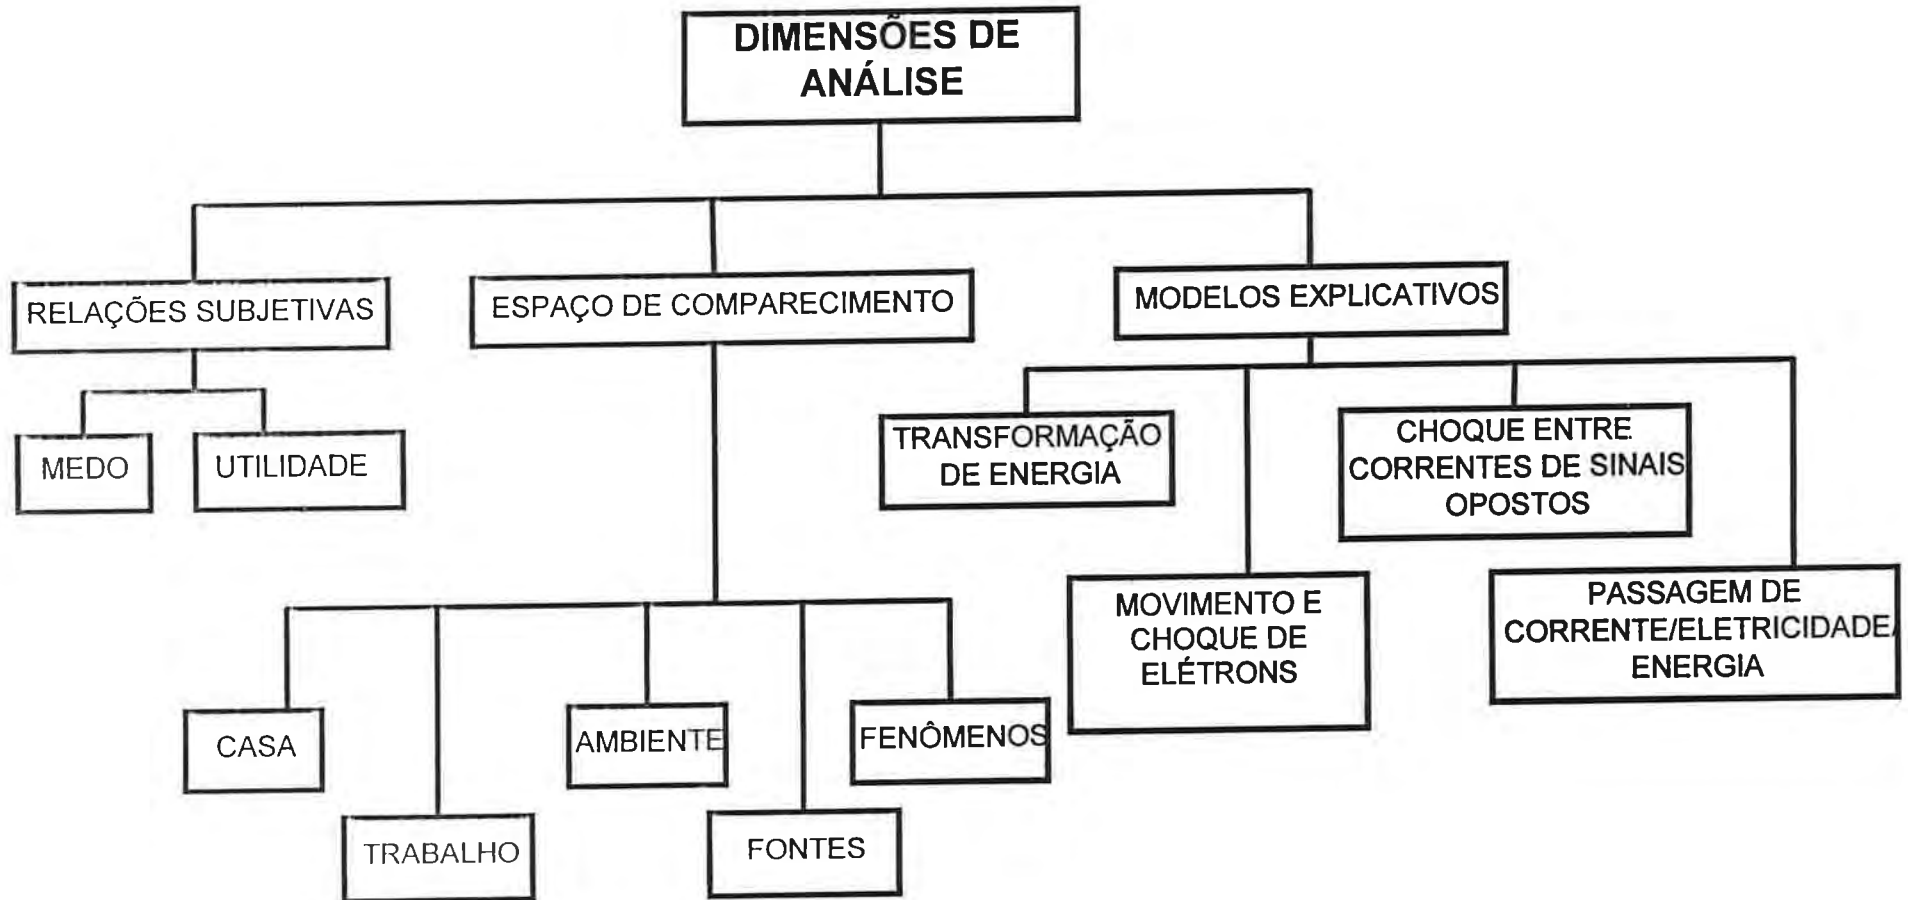 DIMENSÕES DE
ANÁLISE
RELAÇÕES SUBJETIVAS
ESPAÇO DE COMPARECIMENTO
MODELOS EXPLICATIVOS
MEDO
UTILIDADE
TRANSFORMAÇÃO
DE ENERGIA
CHOQUE ENTRE
CORRENTES DE SINAIS
OPOSTOS
MOVIMENTO E
CHOQUE DE
ELÉTRONS
PASSAGEM DE
CORRENTE/ELETRICIDADE/
ENERGIA
CASA
TRABALHO
AMBIENTE
FONTES
FENÔMENOS